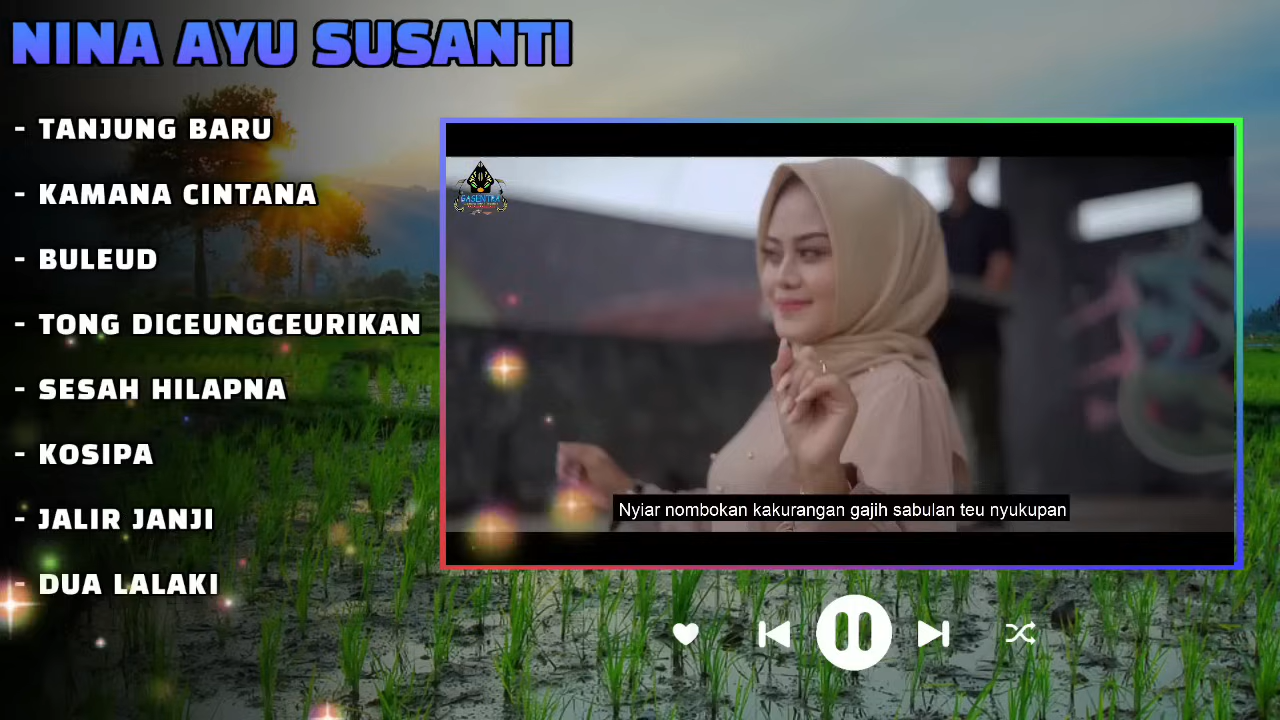 NINA AYU SUSANTI
- TANJUNG BARU
- KAMANA CINTANA
- BULEUD
- TONG DICEUNGCEURIKAN
- SESAH HILAPNA
- KOSIPA
- JALIR JANJI
- DUA LALAKI
Nyiar nombokan kakurangan gajih sabulan teu nyukupan